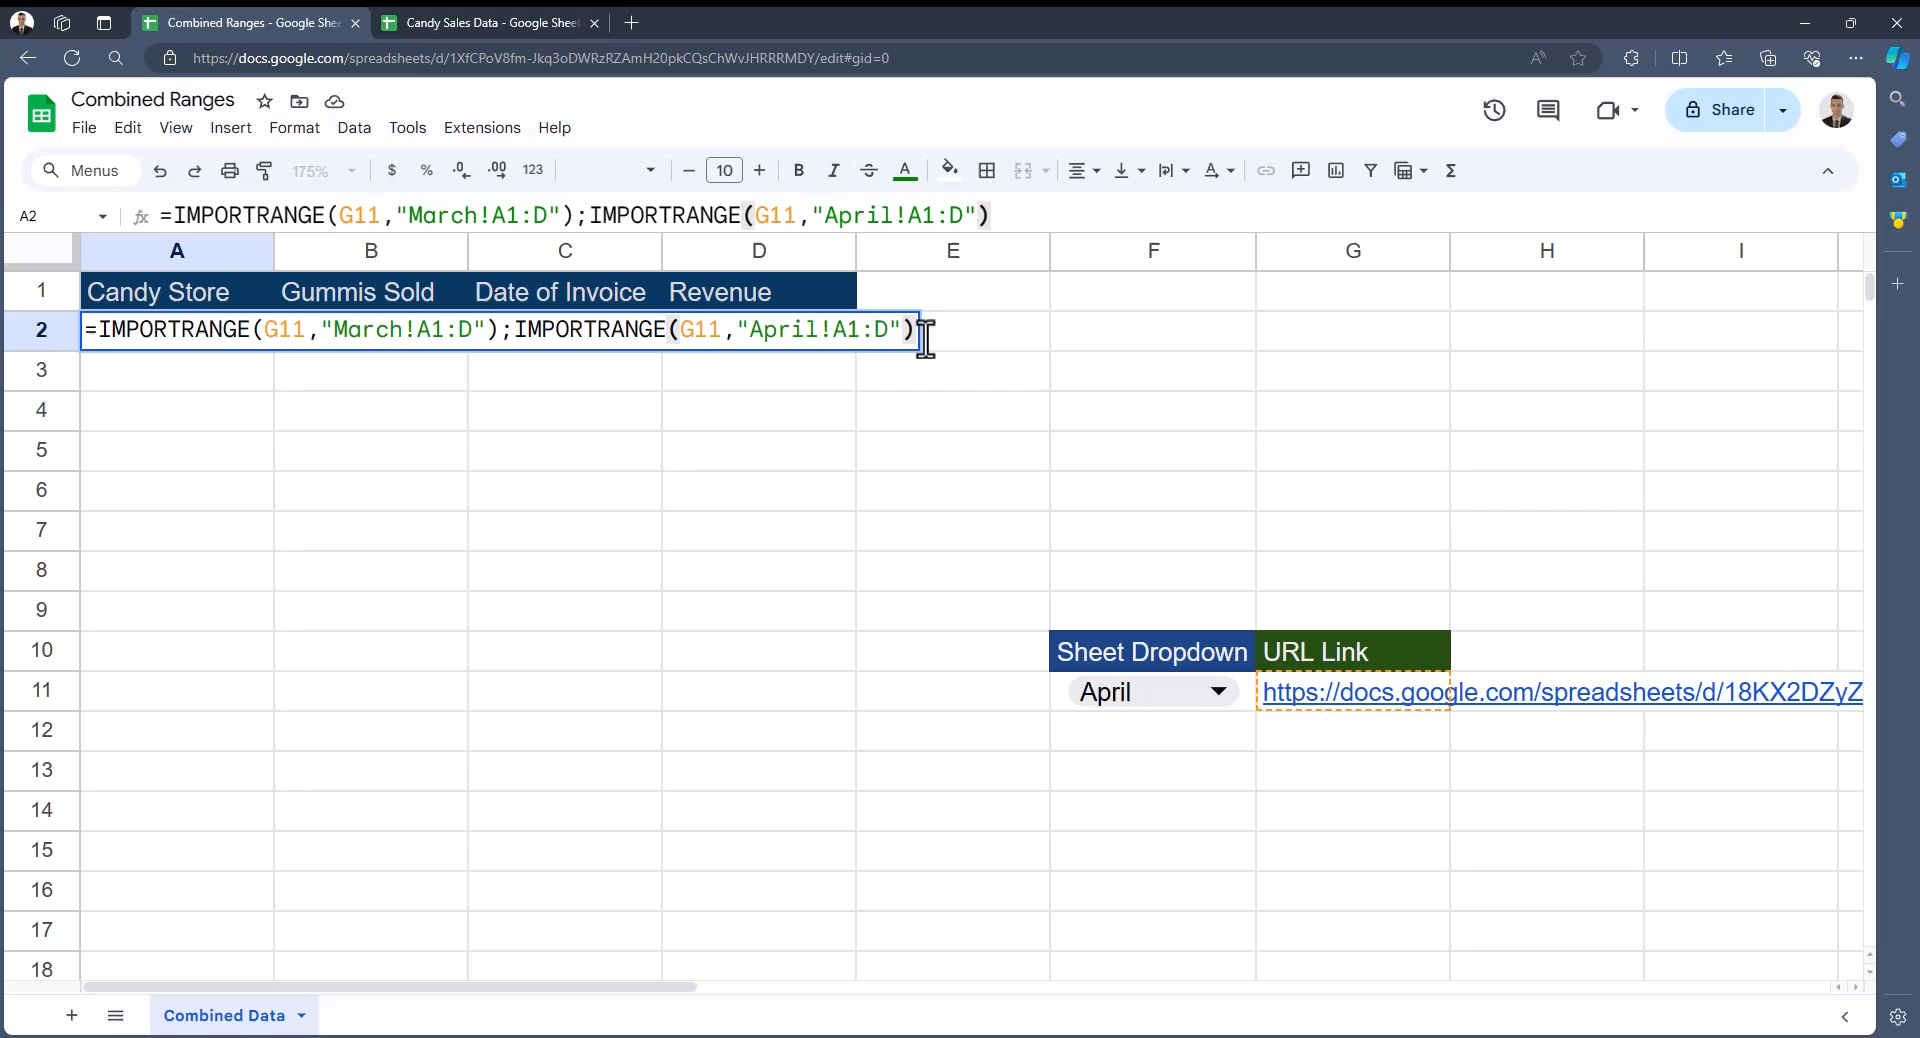 Combined Ranges - Google She
Candy Sales Data - Google Sheet
https://docs.google.com/spreadsheets/d/1XfCPoV8fm-Jkq3oDWRzRZAmH20pkCQsChWvJHRRRMDY/edit#gid=0
Combined Ranges
File Edit View Insert Format Data Tools Extensions Help
Share
Menus 175% $ % .0 .00 123 10 B I A
A2 fx =IMPORTRANGE(G11,"March!A1:D");IMPORTRANGE(G11,"April!A1:D")
A B C D E F G H I
1 Candy Store Gummis Sold Date of Invoice Revenue
2 =IMPORTRANGE(G11,"March!A1:D");IMPORTRANGE(G11,"April!A1:D")
3
4
5
6
7
8
9
10 Sheet Dropdown URL Link
11 April https://docs.google.com/spreadsheets/d/18KX2DZyZ
12
13
14
15
16
17
18
Combined Data